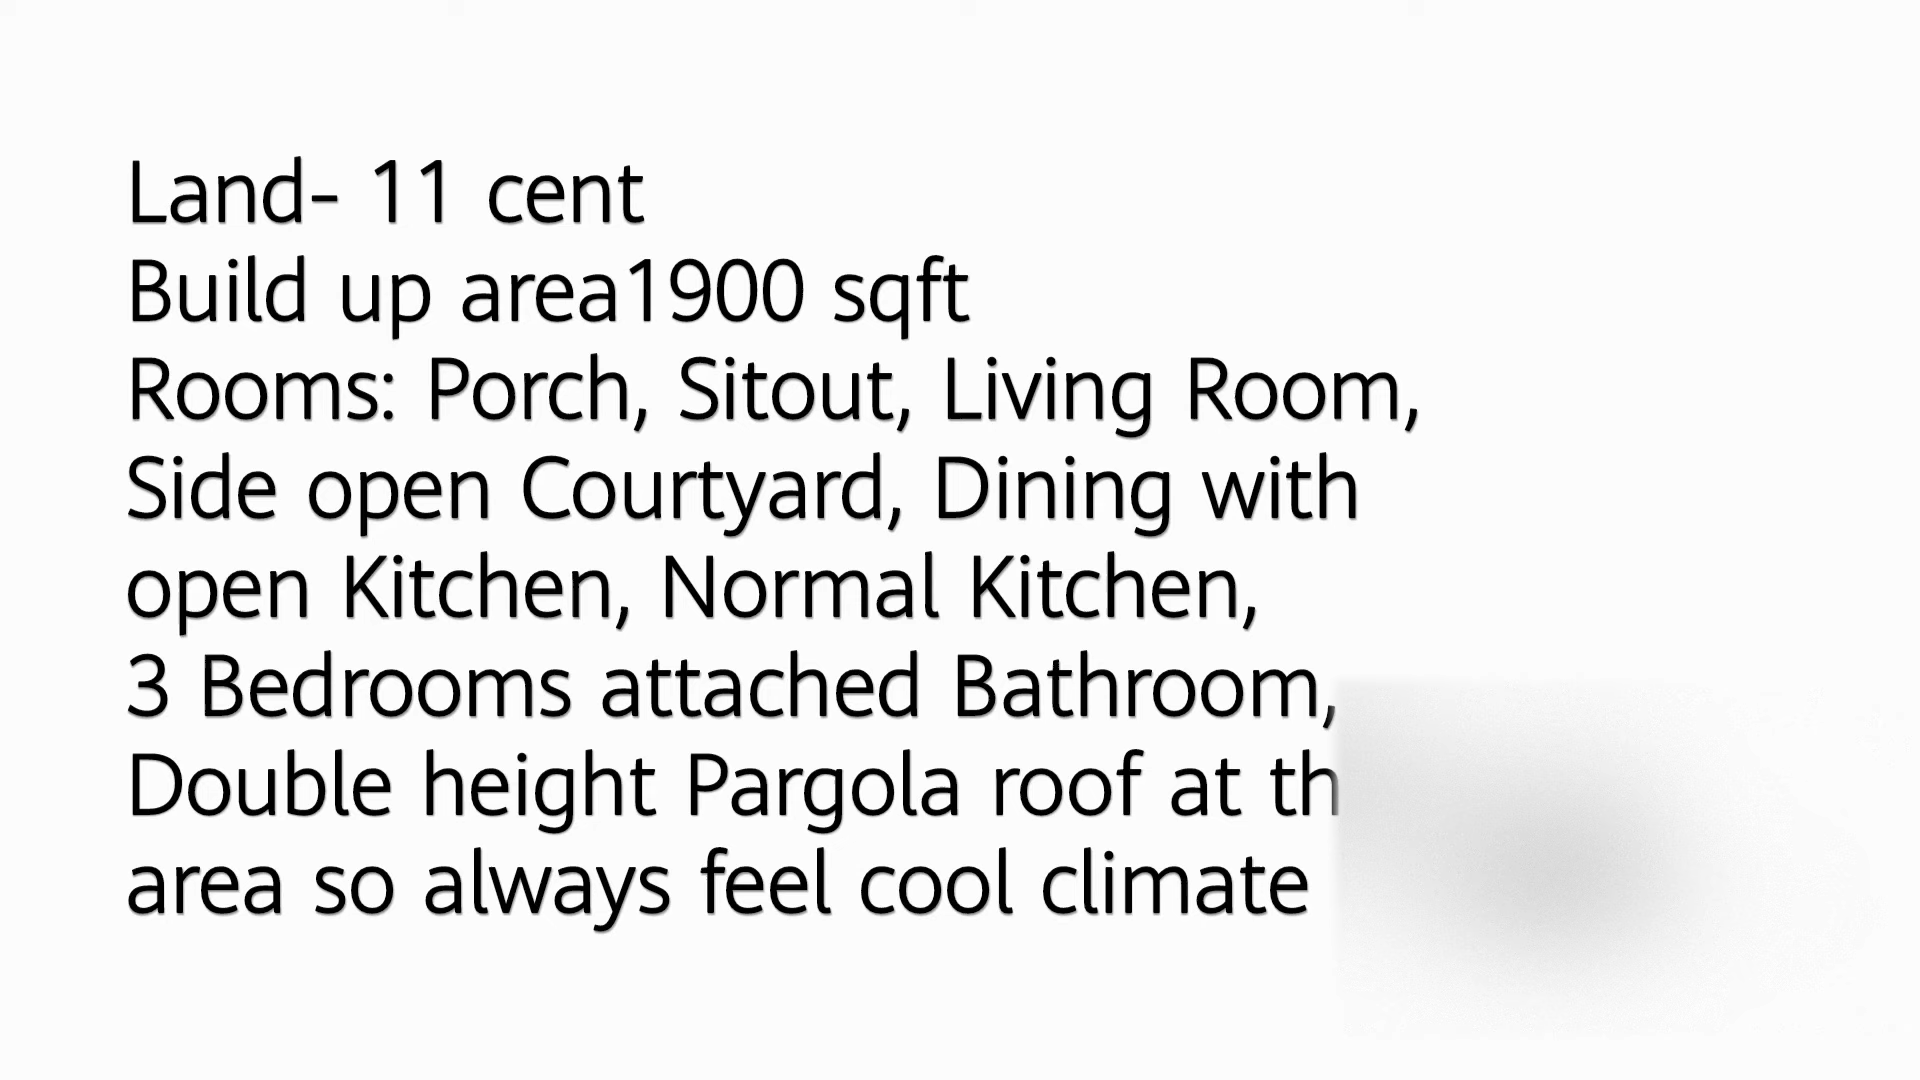 Land- 11 cent
Build up area1900 sqft
Rooms: Porch, Sitout, Living Room,
Side open Courtyard, Dining with
open Kitchen, Normal Kitchen,
3 Bedrooms attached Bathroom,
Double height Pargola roof at
area so always feel cool climate